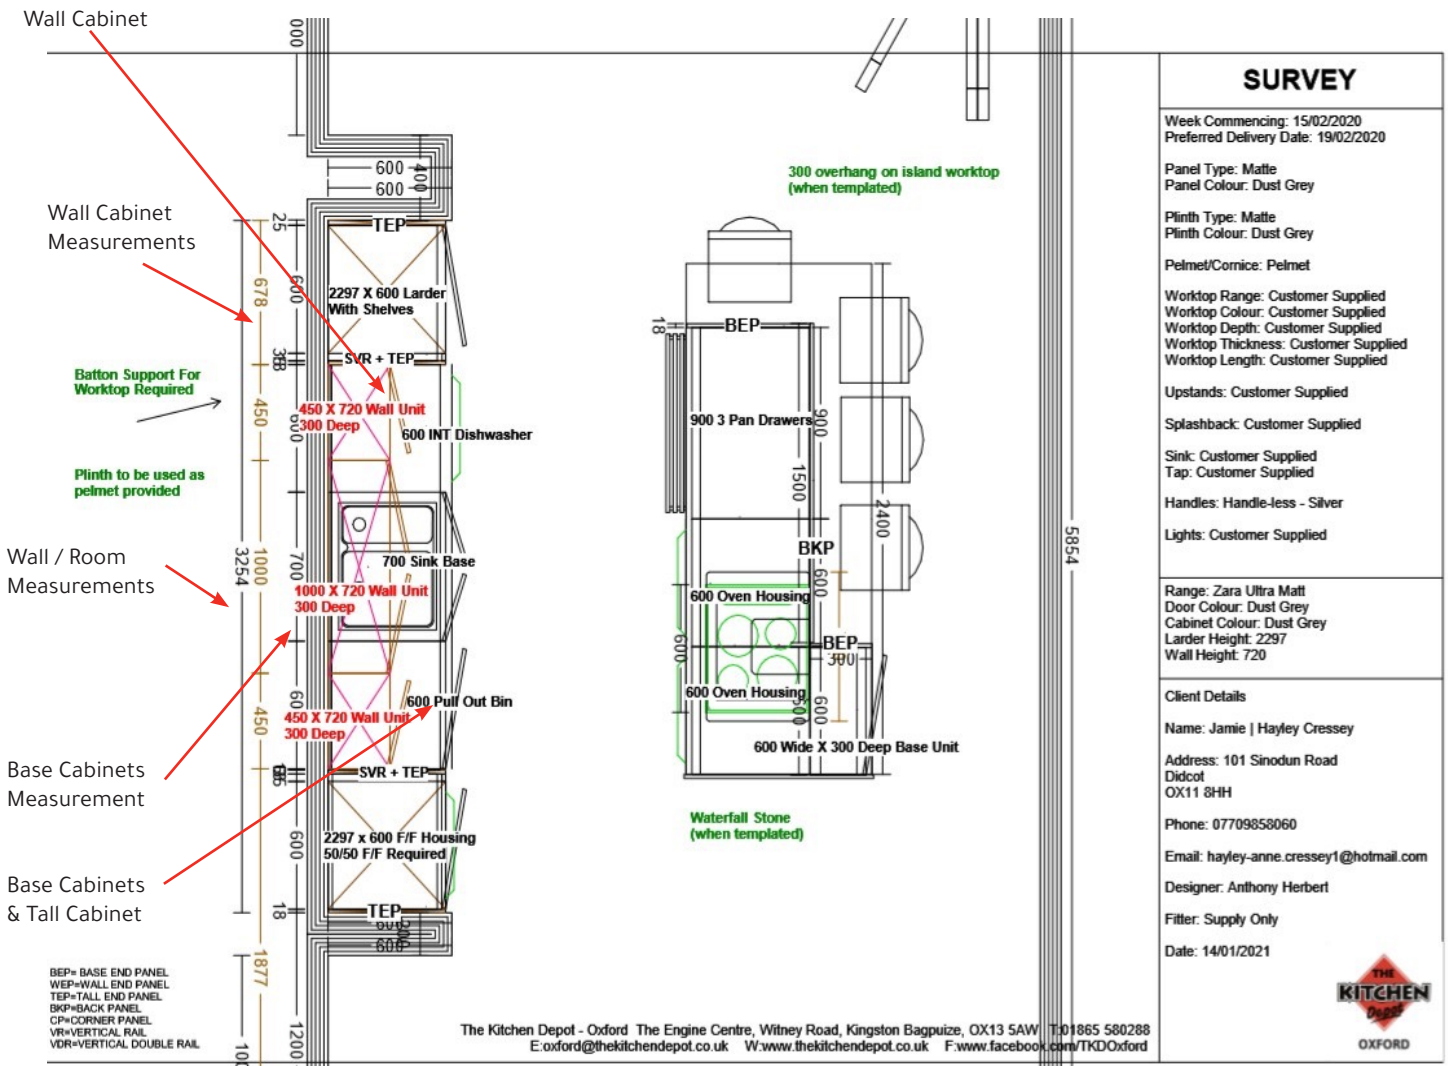 Wall Cabinet
Wall Cabinet
Measurements
Batton Support For
Worktop Required
Plinth to be used as
pelmet provided
Wall / Room
Measurements
Base Cabinets
Measurement
Base Cabinets
& Tall Cabinet
BEP= BASE END PANEL
WEP=WALL END PANEL
TEP=TALL END PANEL
BKP=BACK PANEL
CP=CORNER PANEL
VR=VERTICAL RAIL
VDR=VERTICAL DOUBLE RAIL
3254
678
450
1000
450
1877
25
600
700
600
18
1200
600
600
400
TEP
2297 X 600 Larder
With Shelves
SVR + TEP
450 X 720 Wall Unit
300 Deep
600 INT Dishwasher
700 Sink Base
1000 X 720 Wall Unit
300 Deep
600 Pull Out Bin
450 X 720 Wall Unit
300 Deep
SVR + TEP
2297 x 600 F/F Housing
50/50 F/F Required
TEP
600
300 overhang on island worktop
(when templated)
18
BEP
900 3 Pan Drawers
900
1500
2400
BKP
600
600 Oven Housing
BEP
300
600
600 Oven Housing
600
600 Wide X 300 Deep Base Unit
Waterfall Stone
(when templated)
5854
The Kitchen Depot - Oxford The Engine Centre, Witney Road, Kingston Bagpuize, OX13 5AW T:01865 580288
E:oxford@thekitchendepot.co.uk W:www.thekitchendepot.co.uk F:www.facebook.com/TKDOxford
SURVEY
Week Commencing: 15/02/2020
Preferred Delivery Date: 19/02/2020
Panel Type: Matte
Panel Colour: Dust Grey
Plinth Type: Matte
Plinth Colour: Dust Grey
Pelmet/Cornice: Pelmet
Worktop Range: Customer Supplied
Worktop Colour: Customer Supplied
Worktop Depth: Customer Supplied
Worktop Thickness: Customer Supplied
Worktop Length: Customer Supplied
Upstands: Customer Supplied
Splashback: Customer Supplied
Sink: Customer Supplied
Tap: Customer Supplied
Handles: Handle-less - Silver
Lights: Customer Supplied
Range: Zara Ultra Matt
Door Colour: Dust Grey
Cabinet Colour: Dust Grey
Larder Height: 2297
Wall Height: 720
Client Details
Name: Jamie | Hayley Cressey
Address: 101 Sinodun Road
Didcot
OX11 8HH
Phone: 07709858060
Email: hayley-anne.cressey1@hotmail.com
Designer: Anthony Herbert
Fitter: Supply Only
Date: 14/01/2021
THE
KITCHEN
Depot
OXFORD